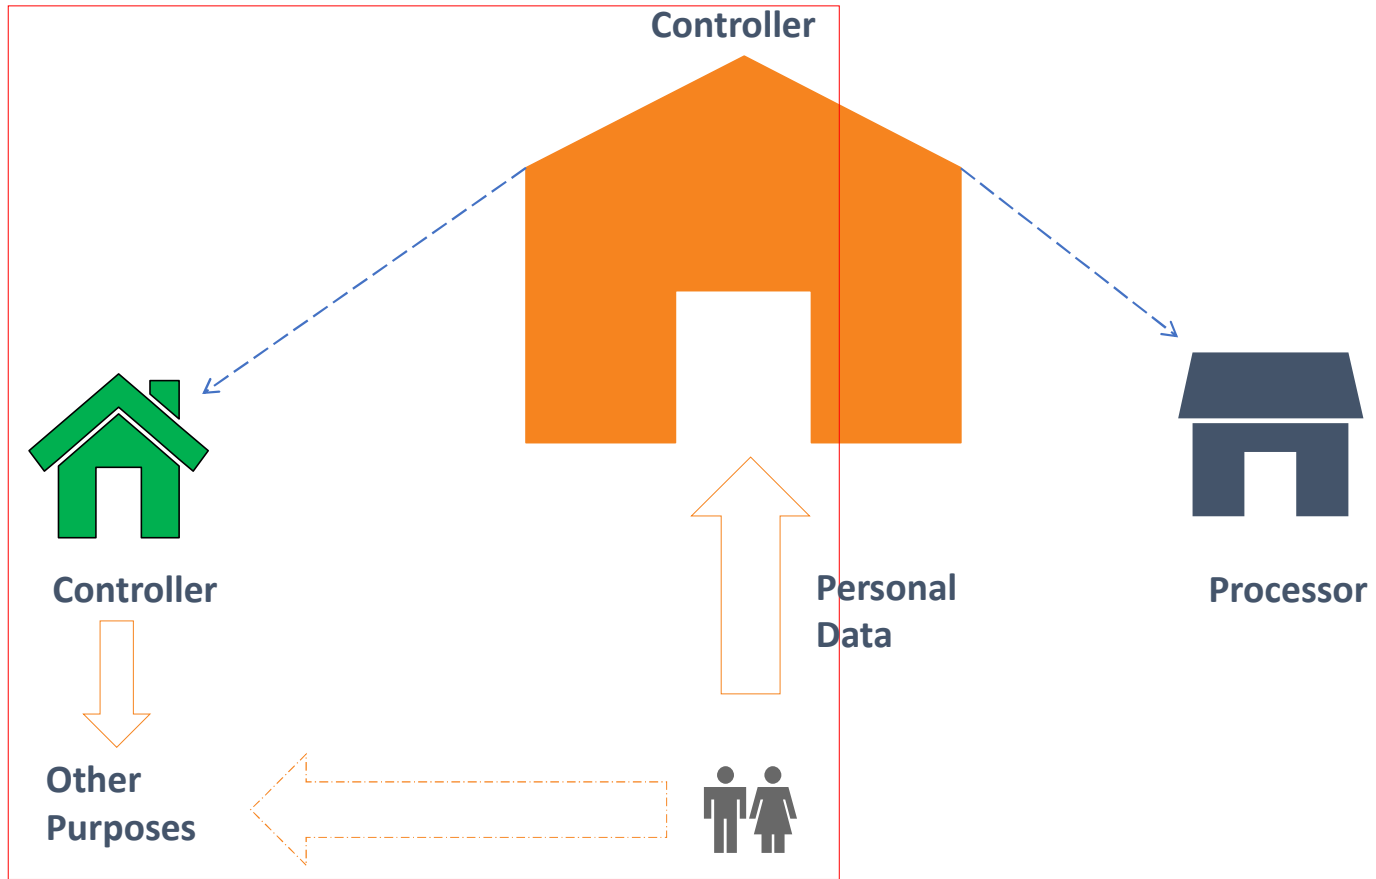 Controller
Controller
Personal
Data
Processor
Other
Purposes